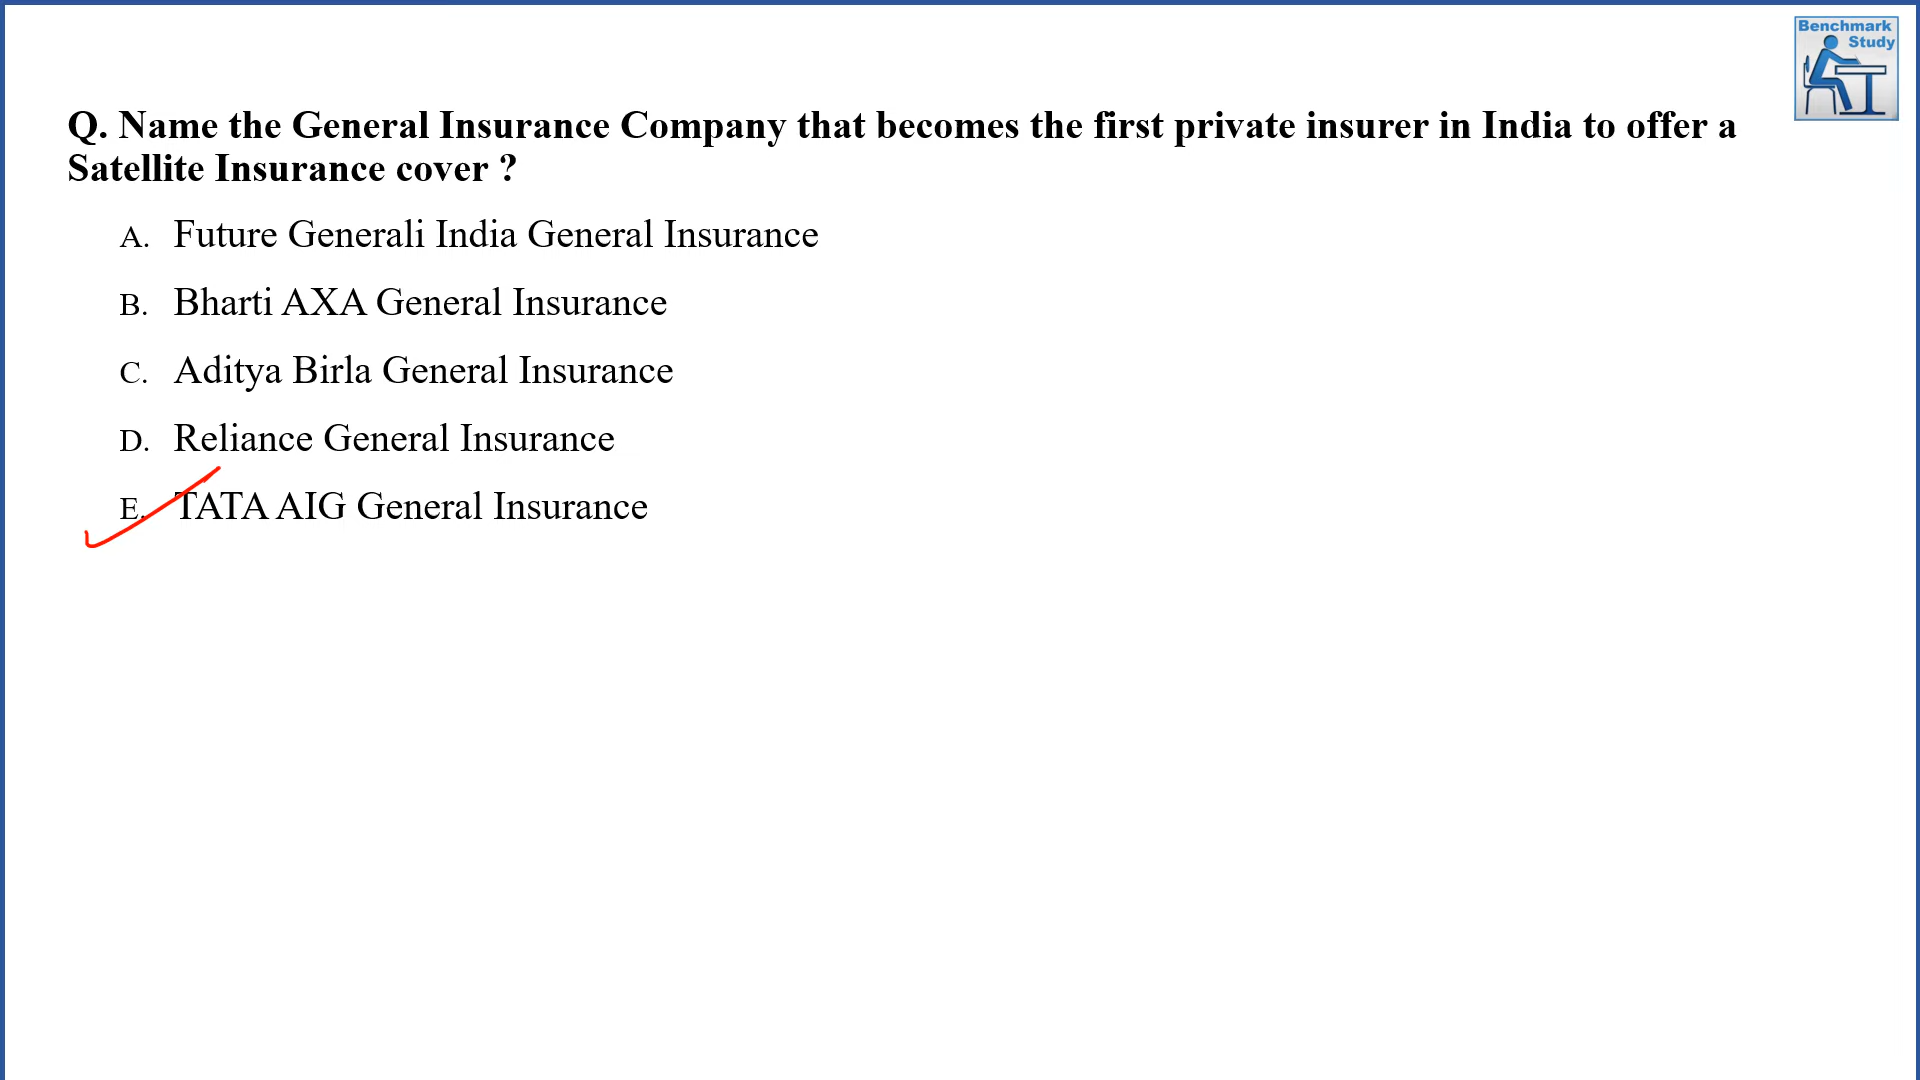 Benchmark
Study
Q. Name the General Insurance Company that becomes the first private insurer in India to offer a
Satellite Insurance cover ?
A. Future Generali India General Insurance
B. Bharti AXA General Insurance
C. Aditya Birla General Insurance
D. Reliance General Insurance
E. TATA AIG General Insurance